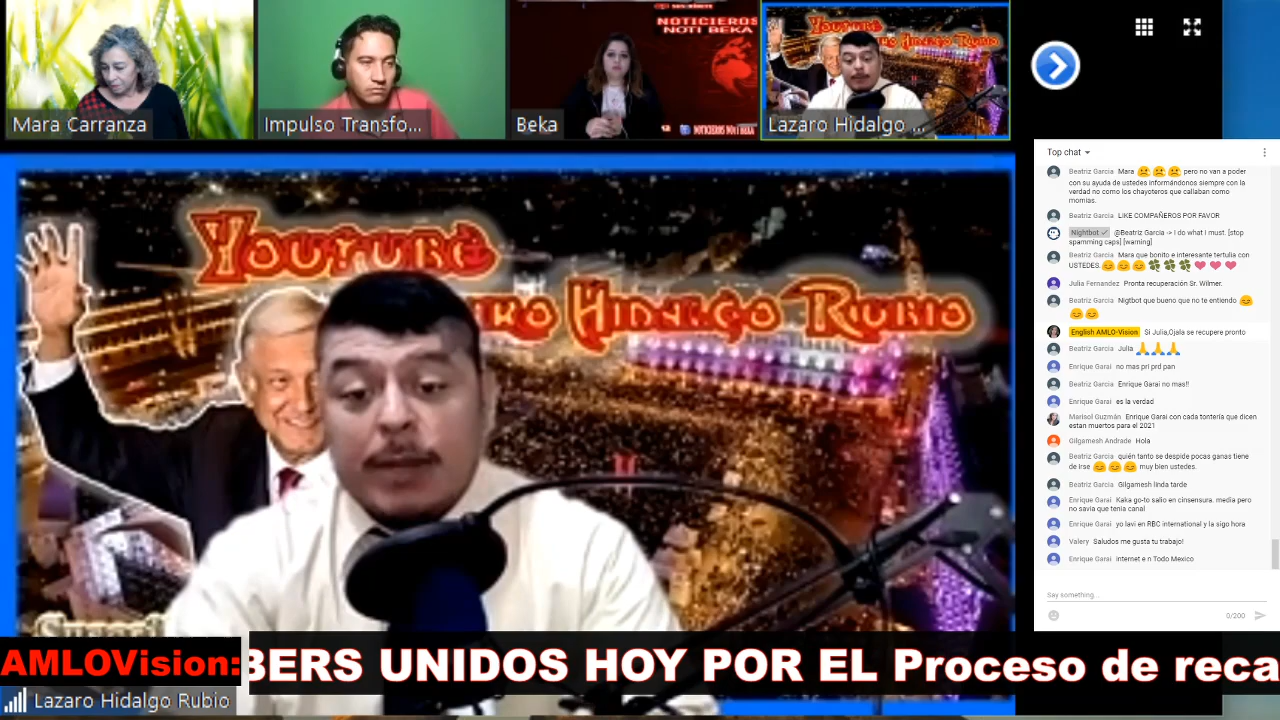 NOTICIEROS
NOTI BEKA
Mara Carranza
Impulso Transfo...
Beka
NOTICIEROS NOTI BEKA
Youtube
Lazaro Hidalgo ...
Youtube
Hidalgo Rubio
Top chat
Beatriz Garcia Mara 😠😠😠 pero no van a poder
con su ayuda de ustedes informándonos siempre con la
verdad no como los chayoteros que callaban como
momias.
Beatriz Garcia LIKE COMPAÑEROS POR FAVOR
Nightbot ✓ @Beatriz Garcia -> I do what I must. [stop
spamming caps] [warning]
Beatriz Garcia Mara que bonito e interesante tertulia con
USTEDES.😊😊😊🍀🍀🍀❤❤❤
Julia Fernandez Pronta recuperación Sr. Wilmer.
Beatriz Garcia Nigtbot que bueno que no te entiendo 😊
😊😊
English AMLO-Vision Si Julia,Ojala se recupere pronto
Beatriz Garcia Julia 🙏🙏🙏
Enrique Garai no mas pri prd pan
Beatriz Garcia Enrique Garai no mas!!
Enrique Garai es la verdad
Marisol Guzmán Enrique Garai con cada tontería que dicen
estan muertos para el 2021
Gilgamesh Andrade Hola
Beatriz Garcia quién tanto se despide pocas ganas tiene
de irse 😊😊😊 muy bien ustedes.
Beatriz Garcia Gilgamesh linda tarde
Enrique Garai Kaka go-to salio en cinsensura. media pero
no savia que tenia canal
Enrique Garai yo lavi en RBC international y la sigo hora
Valery Saludos me gusta tu trabajo!
Enrique Garai internet e n Todo Mexico
Say something...
0/200
AMLOVision:
BERS UNIDOS HOY POR EL Proceso de reca
Lazaro Hidalgo Rubio